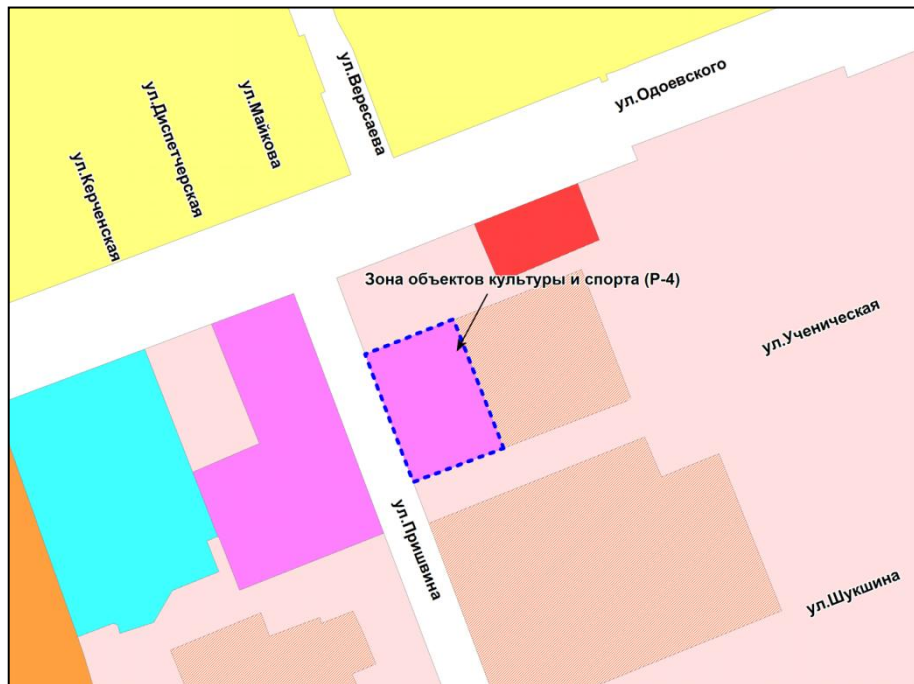 ул.Вересаева
ул.Одоевского
ул.Майкова
ул.Диспетчерская
ул.Керченская
Зона объектов культуры и спорта (Р-4)
ул.Ученическая
ул.Пришвина
ул.Шукшина